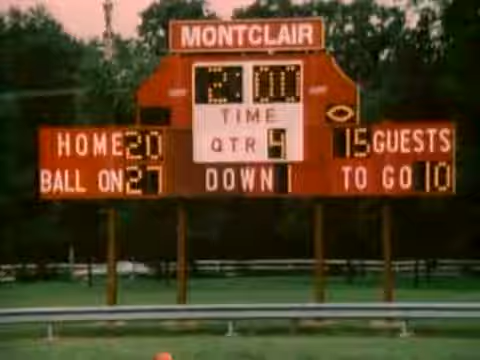 MONTCLAIR
2:00
TIME
QTR 4
HOME 20
15 GUESTS
BALL ON 27
DOWN 1
TO GO 10